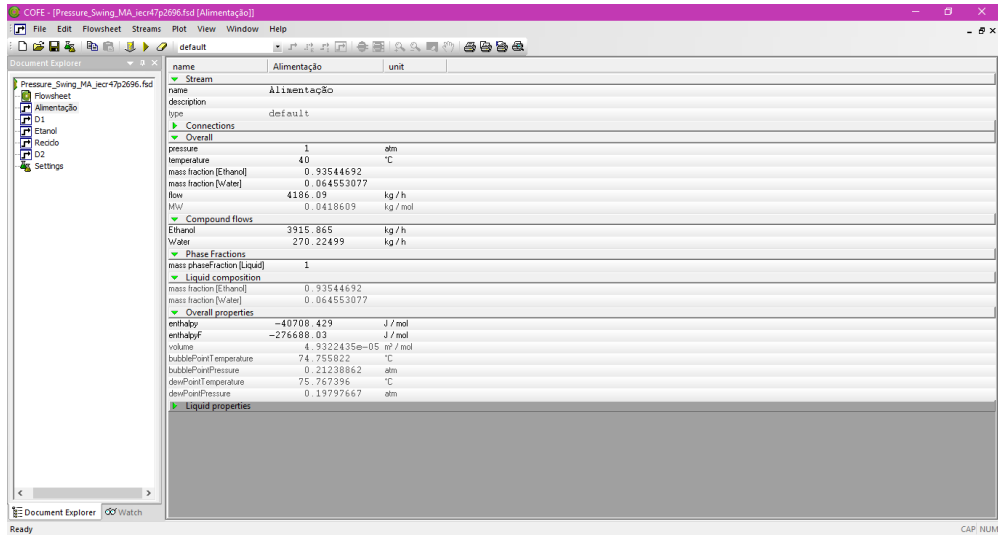 COFE - [Pressure_Swing_MA_iecr47p2696.fsd [Alimentação]]
File Edit Flowsheet Streams Plot View Window Help
default
Document Explorer
Pressure_Swing_MA_iecr47p2696.fsd
Flowsheet
Alimentação
D1
Etanol
Reciclo
D2
Settings
name Alimentação unit
Stream
name Alimentação
description
type default
Connections
Overall
pressure 1 atm
temperature 40 °C
mass fraction [Ethanol] 0.93544692
mass fraction [Water] 0.064553077
flow 4186.09 kg / h
MW 0.0418609 kg / mol
Compound flows
Ethanol 3915.865 kg / h
Water 270.22499 kg / h
Phase Fractions
mass phaseFraction [Liquid] 1
Liquid composition
mass fraction [Ethanol] 0.93544692
mass fraction [Water] 0.064553077
Overall properties
enthalpy -40708.429 J / mol
enthalpyF -276688.03 J / mol
volume 4.9322435e-05 m³ / mol
bubblePointTemperature 74.755822 °C
bubblePointPressure 0.21238862 atm
dewPointTemperature 75.767396 °C
dewPointPressure 0.19797667 atm
Liquid properties
Document Explorer Watch
Ready CAP NUM